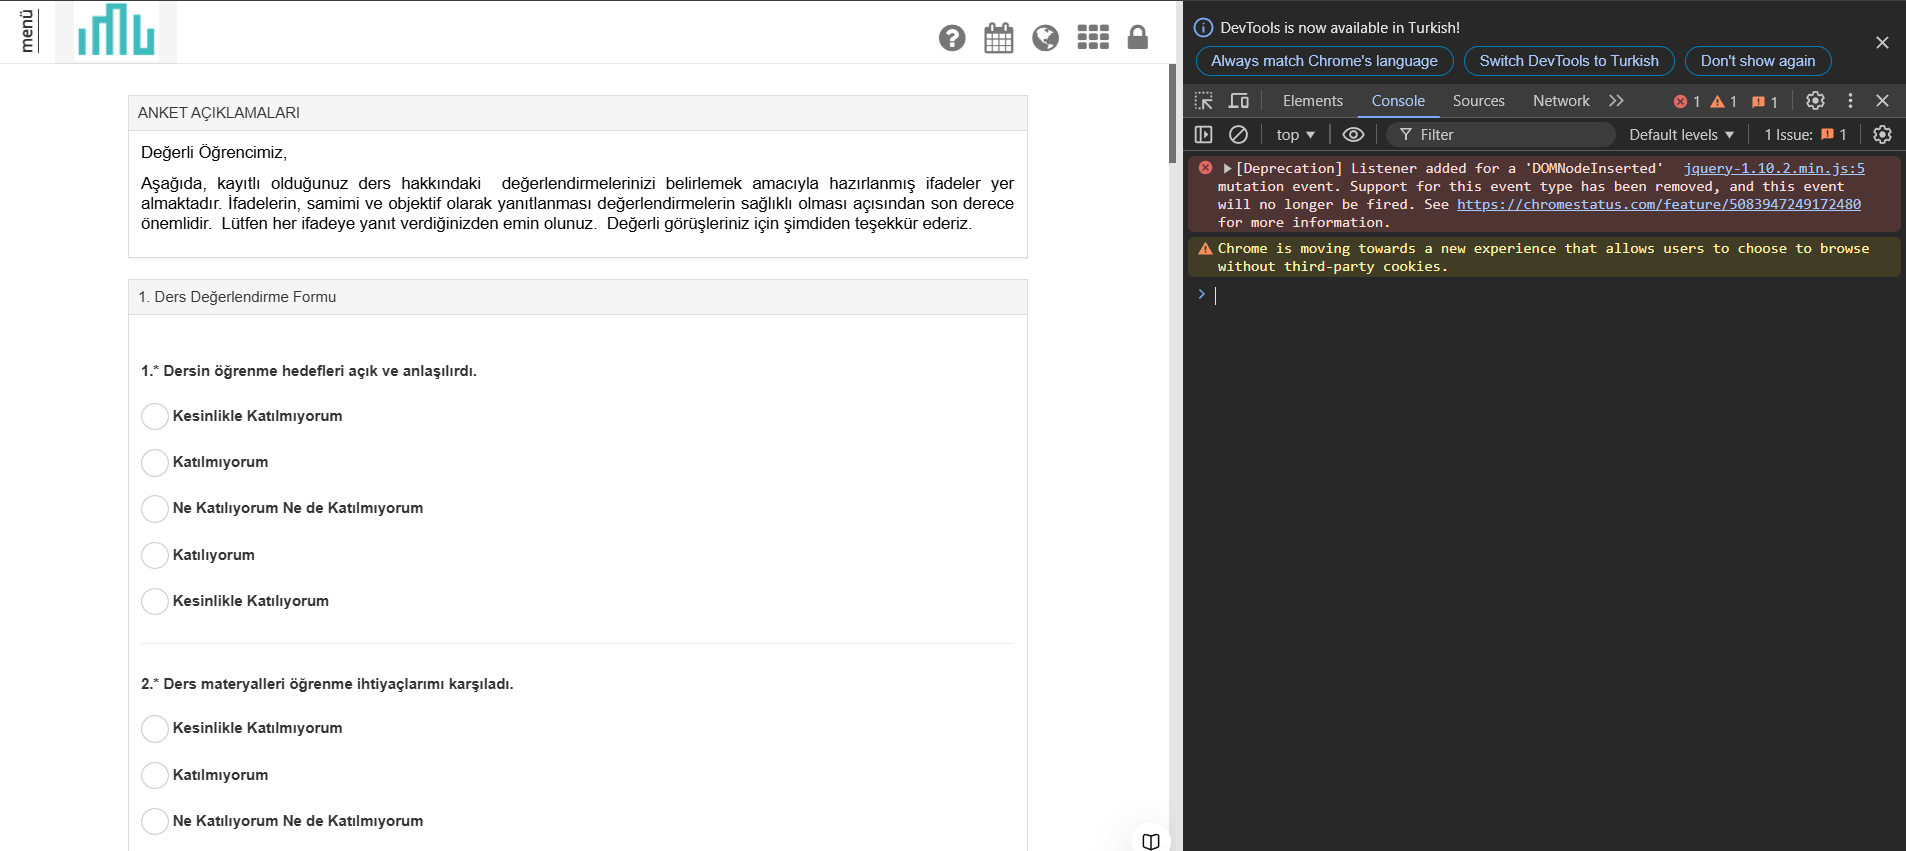 menü
DevTools is now available in Turkish!
Always match Chrome's language
Switch DevTools to Turkish
Don't show again
Elements
Console
Sources
Network
1
1
1
top
Filter
Default levels
1 Issue:
1
[Deprecation] Listener added for a 'DOMNodeInserted' jquery-1.10.2.min.js:5
mutation event. Support for this event type has been removed, and this event
will no longer be fired. See https://chromestatus.com/feature/5083947249172480
for more information.
Chrome is moving towards a new experience that allows users to choose to browse
without third-party cookies.
ANKET AÇIKLAMALARI
Değerli Öğrencimiz,
Aşağıda, kayıtlı olduğunuz ders hakkındaki değerlendirmelerinizi belirlemek amacıyla hazırlanmış ifadeler yer
almaktadır. İfadelerin, samimi ve objektif olarak yanıtlanması değerlendirmelerin sağlıklı olması açısından son derece
önemlidir. Lütfen her ifadeye yanıt verdiğinizden emin olunuz. Değerli görüşleriniz için şimdiden teşekkür ederiz.
1. Ders Değerlendirme Formu
1.* Dersin öğrenme hedefleri açık ve anlaşılırdı.
Kesinlikle Katılmıyorum
Katılmıyorum
Ne Katılıyorum Ne de Katılmıyorum
Katılıyorum
Kesinlikle Katılıyorum
2.* Ders materyalleri öğrenme ihtiyaçlarımı karşıladı.
Kesinlikle Katılmıyorum
Katılmıyorum
Ne Katılıyorum Ne de Katılmıyorum